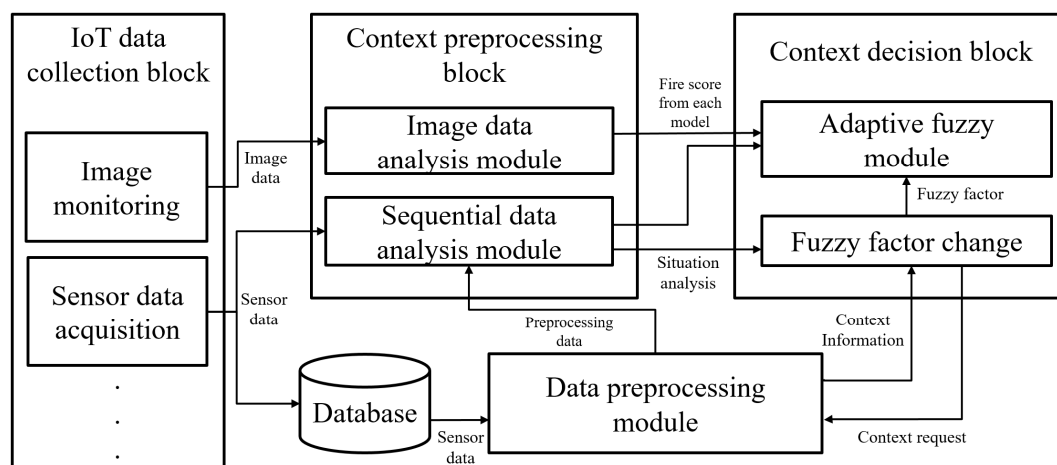 IoT data
collection block
Image
monitoring
Sensor data
acquisition
.
.
.
Image
data
Sensor
data
Context preprocessing
block
Image data
analysis module
Sequential data
analysis module
Fire score
from each
model
Situation
analysis
Context decision block
Adaptive fuzzy
module
Fuzzy factor
Fuzzy factor change
Preprocessing
data
Context
Information
Database
Sensor
data
Data preprocessing
module
Context request